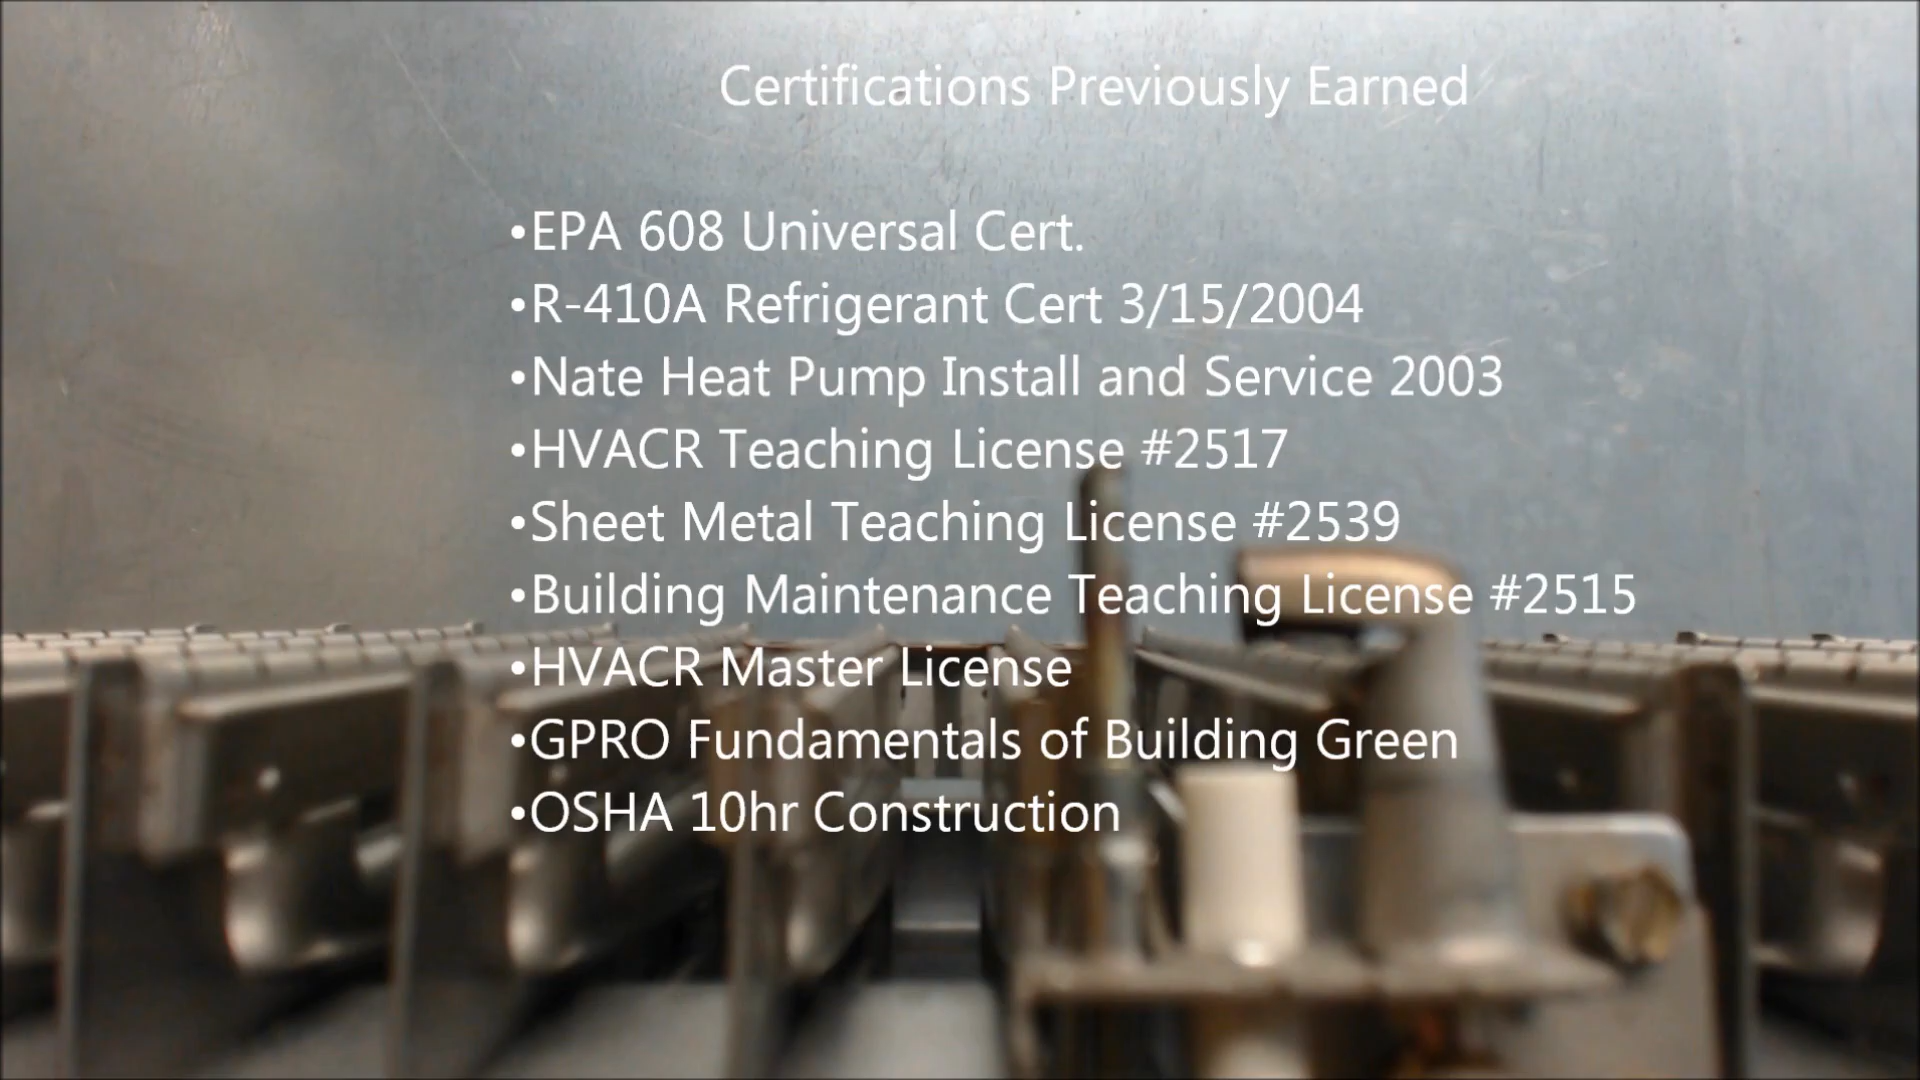 Certifications Previously Earned
•EPA 608 Universal Cert.
•R-410A Refrigerant Cert 3/15/2004
•Nate Heat Pump Install and Service 2003
•HVACR Teaching License #2517
•Sheet Metal Teaching License #2539
•Building Maintenance Teaching License #2515
•HVACR Master License
•GPRO Fundamentals of Building Green
•OSHA 10hr Construction